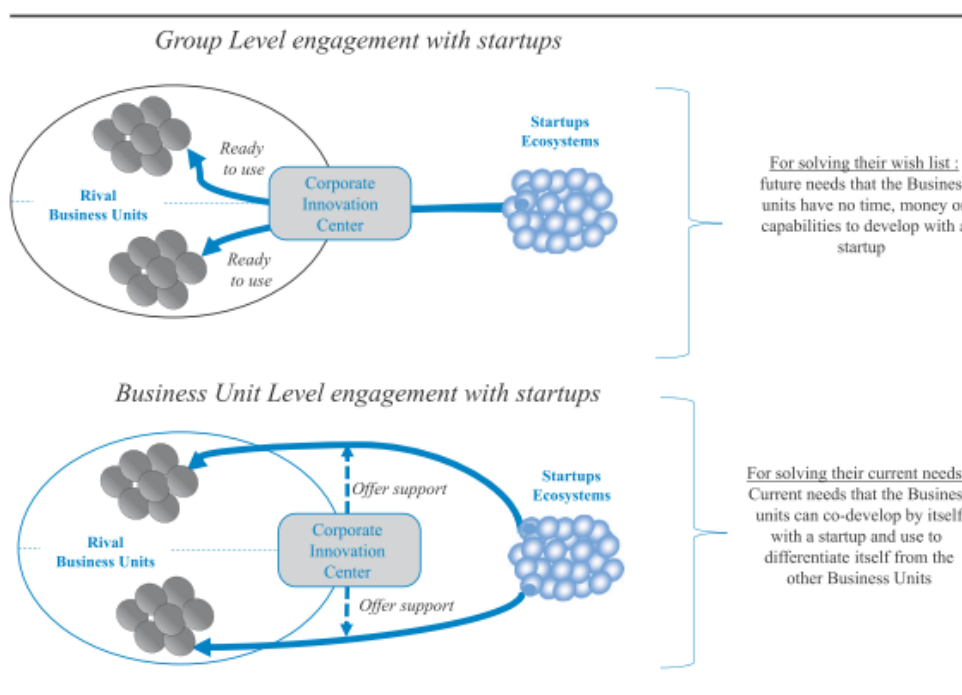 Group Level engagement with startups
Ready
to use
Rival
Business Units
Corporate
Innovation
Center
Ready
to use
Startups
Ecosystems
For solving their wish list :
future needs that the Busines
units have no time, money or
capabilities to develop with a
startup
Business Unit Level engagement with startups
Offer support
Rival
Business Units
Corporate
Innovation
Center
Offer support
Startups
Ecosystems
For solving their current needs
Current needs that the Busines
units can co-develop by itself
with a startup and use to
differentiate itself from the
other Business Units